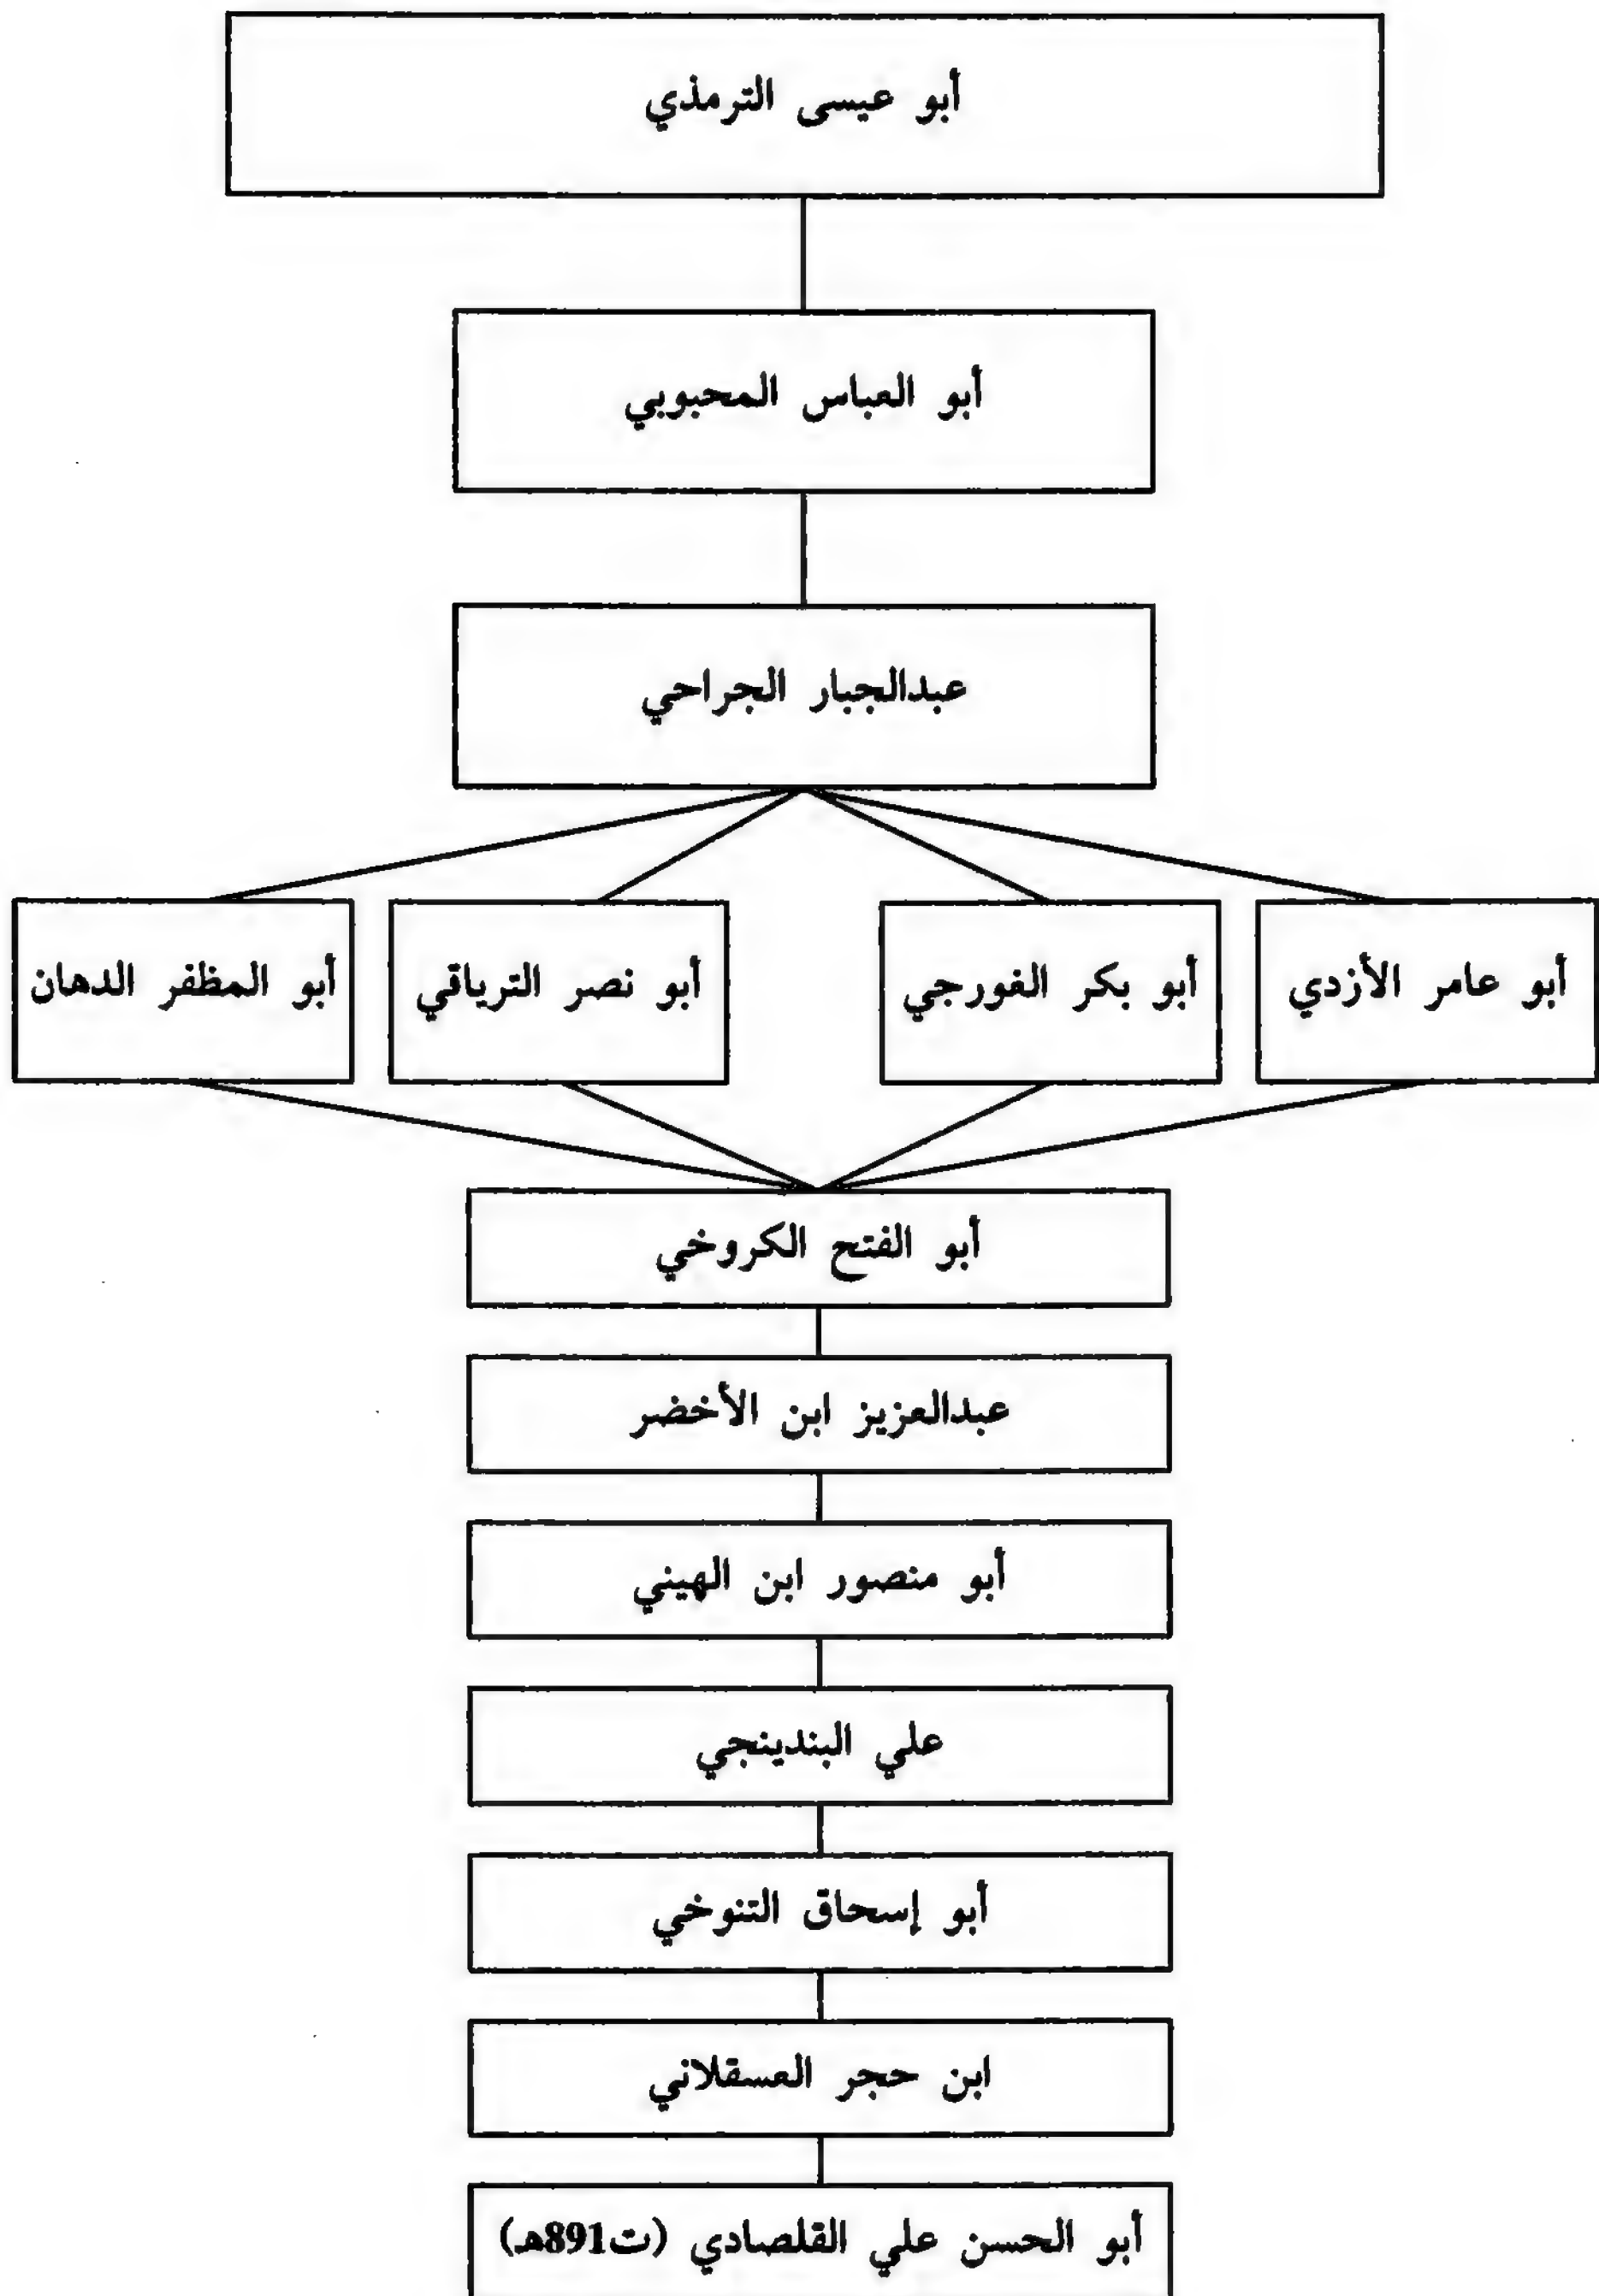 أبو عيسى الترمذي
أبو العباس المحبوبي
عبدالجبار الجراحي
أبو عامر الأزدي
أبو بكر الغورجي
أبو نصر الترياقي
أبو المظفر الدهان
أبو الفتح الكروخي
عبدالعزيز ابن الأخضر
أبو منصور ابن الهيني
علي البندينجي
أبو إسحاق التنوخي
ابن حجر العسقلاني
أبو الحسن علي القلصادي (ت891هـ)